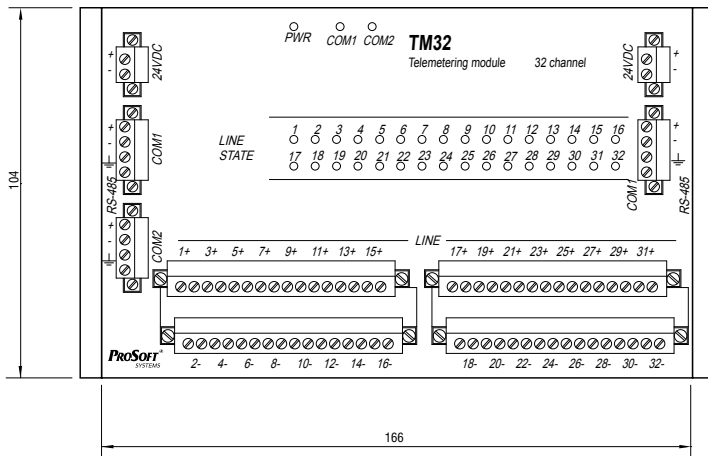 PWR COM1 COM2
TM32
Telemetering module 32 channel
+
-
24VDC
+
-
24VDC
+
-
COM1
RS-485
+
-
COM2
+
-
COM1
RS-485
LINE
STATE
1 2 3 4 5 6 7 8 9 10 11 12 13 14 15 16
17 18 19 20 21 22 23 24 25 26 27 28 29 30 31 32
LINE
1+ 3+ 5+ 7+ 9+ 11+ 13+ 15+
17+ 19+ 21+ 23+ 25+ 27+ 29+ 31+
2- 4- 6- 8- 10- 12- 14- 16-
18- 20- 22- 24- 26- 28- 30- 32-
PROSOFT®
SYSTEMS
104
166